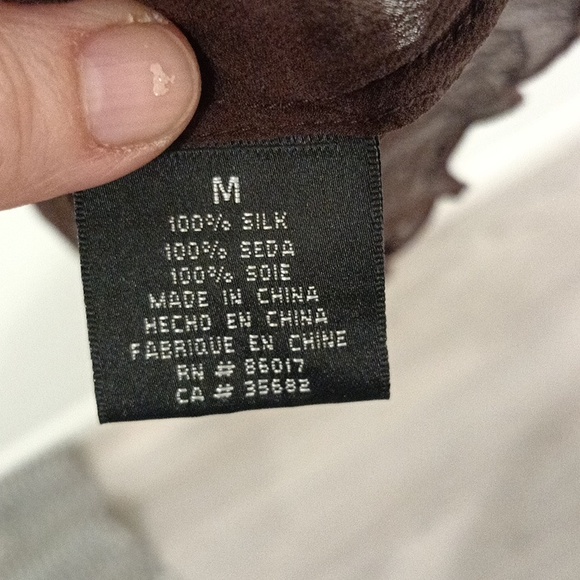 M
100% SILK
100% SEDA
100% SOIE
MADE IN CHINA
HECHO EN CHINA
FABRIQUE EN CHINE
RN # 86017
CA # 35682